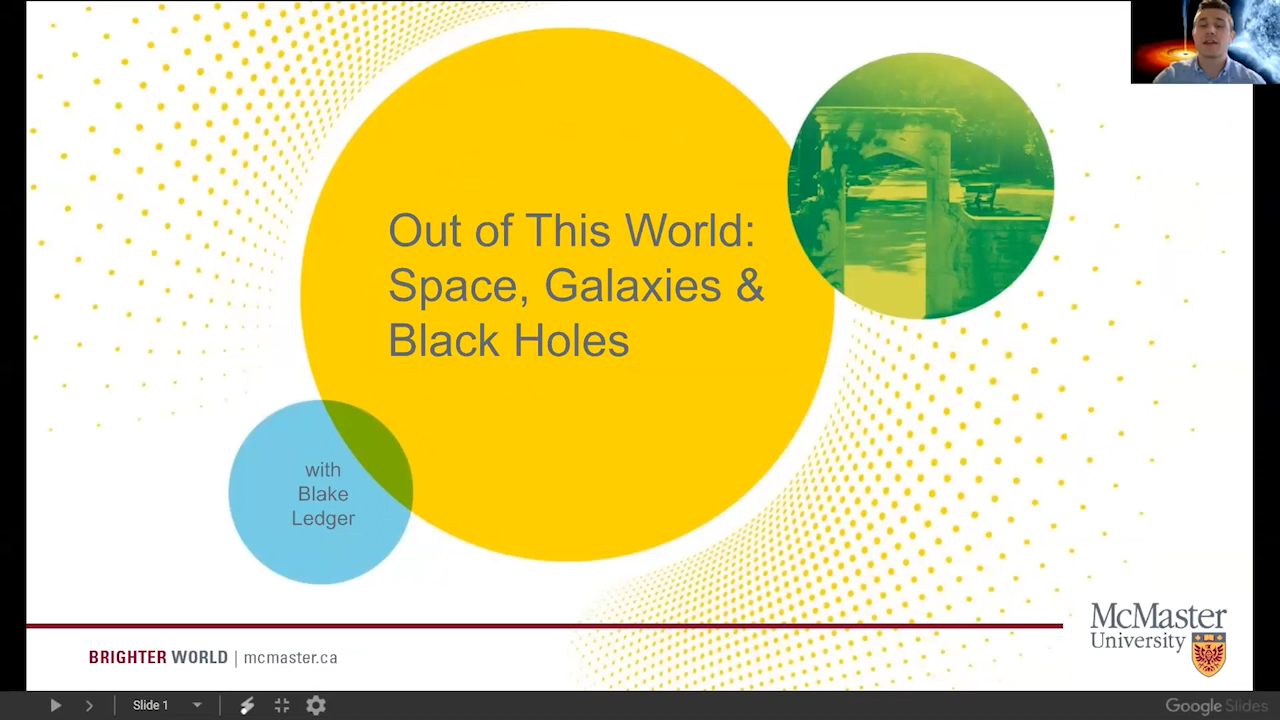 Out of This World:
Space, Galaxies &
Black Holes
with
Blake
Ledger
BRIGHTER WORLD | mcmaster.ca
McMaster
University
Slide 1
Google Slides